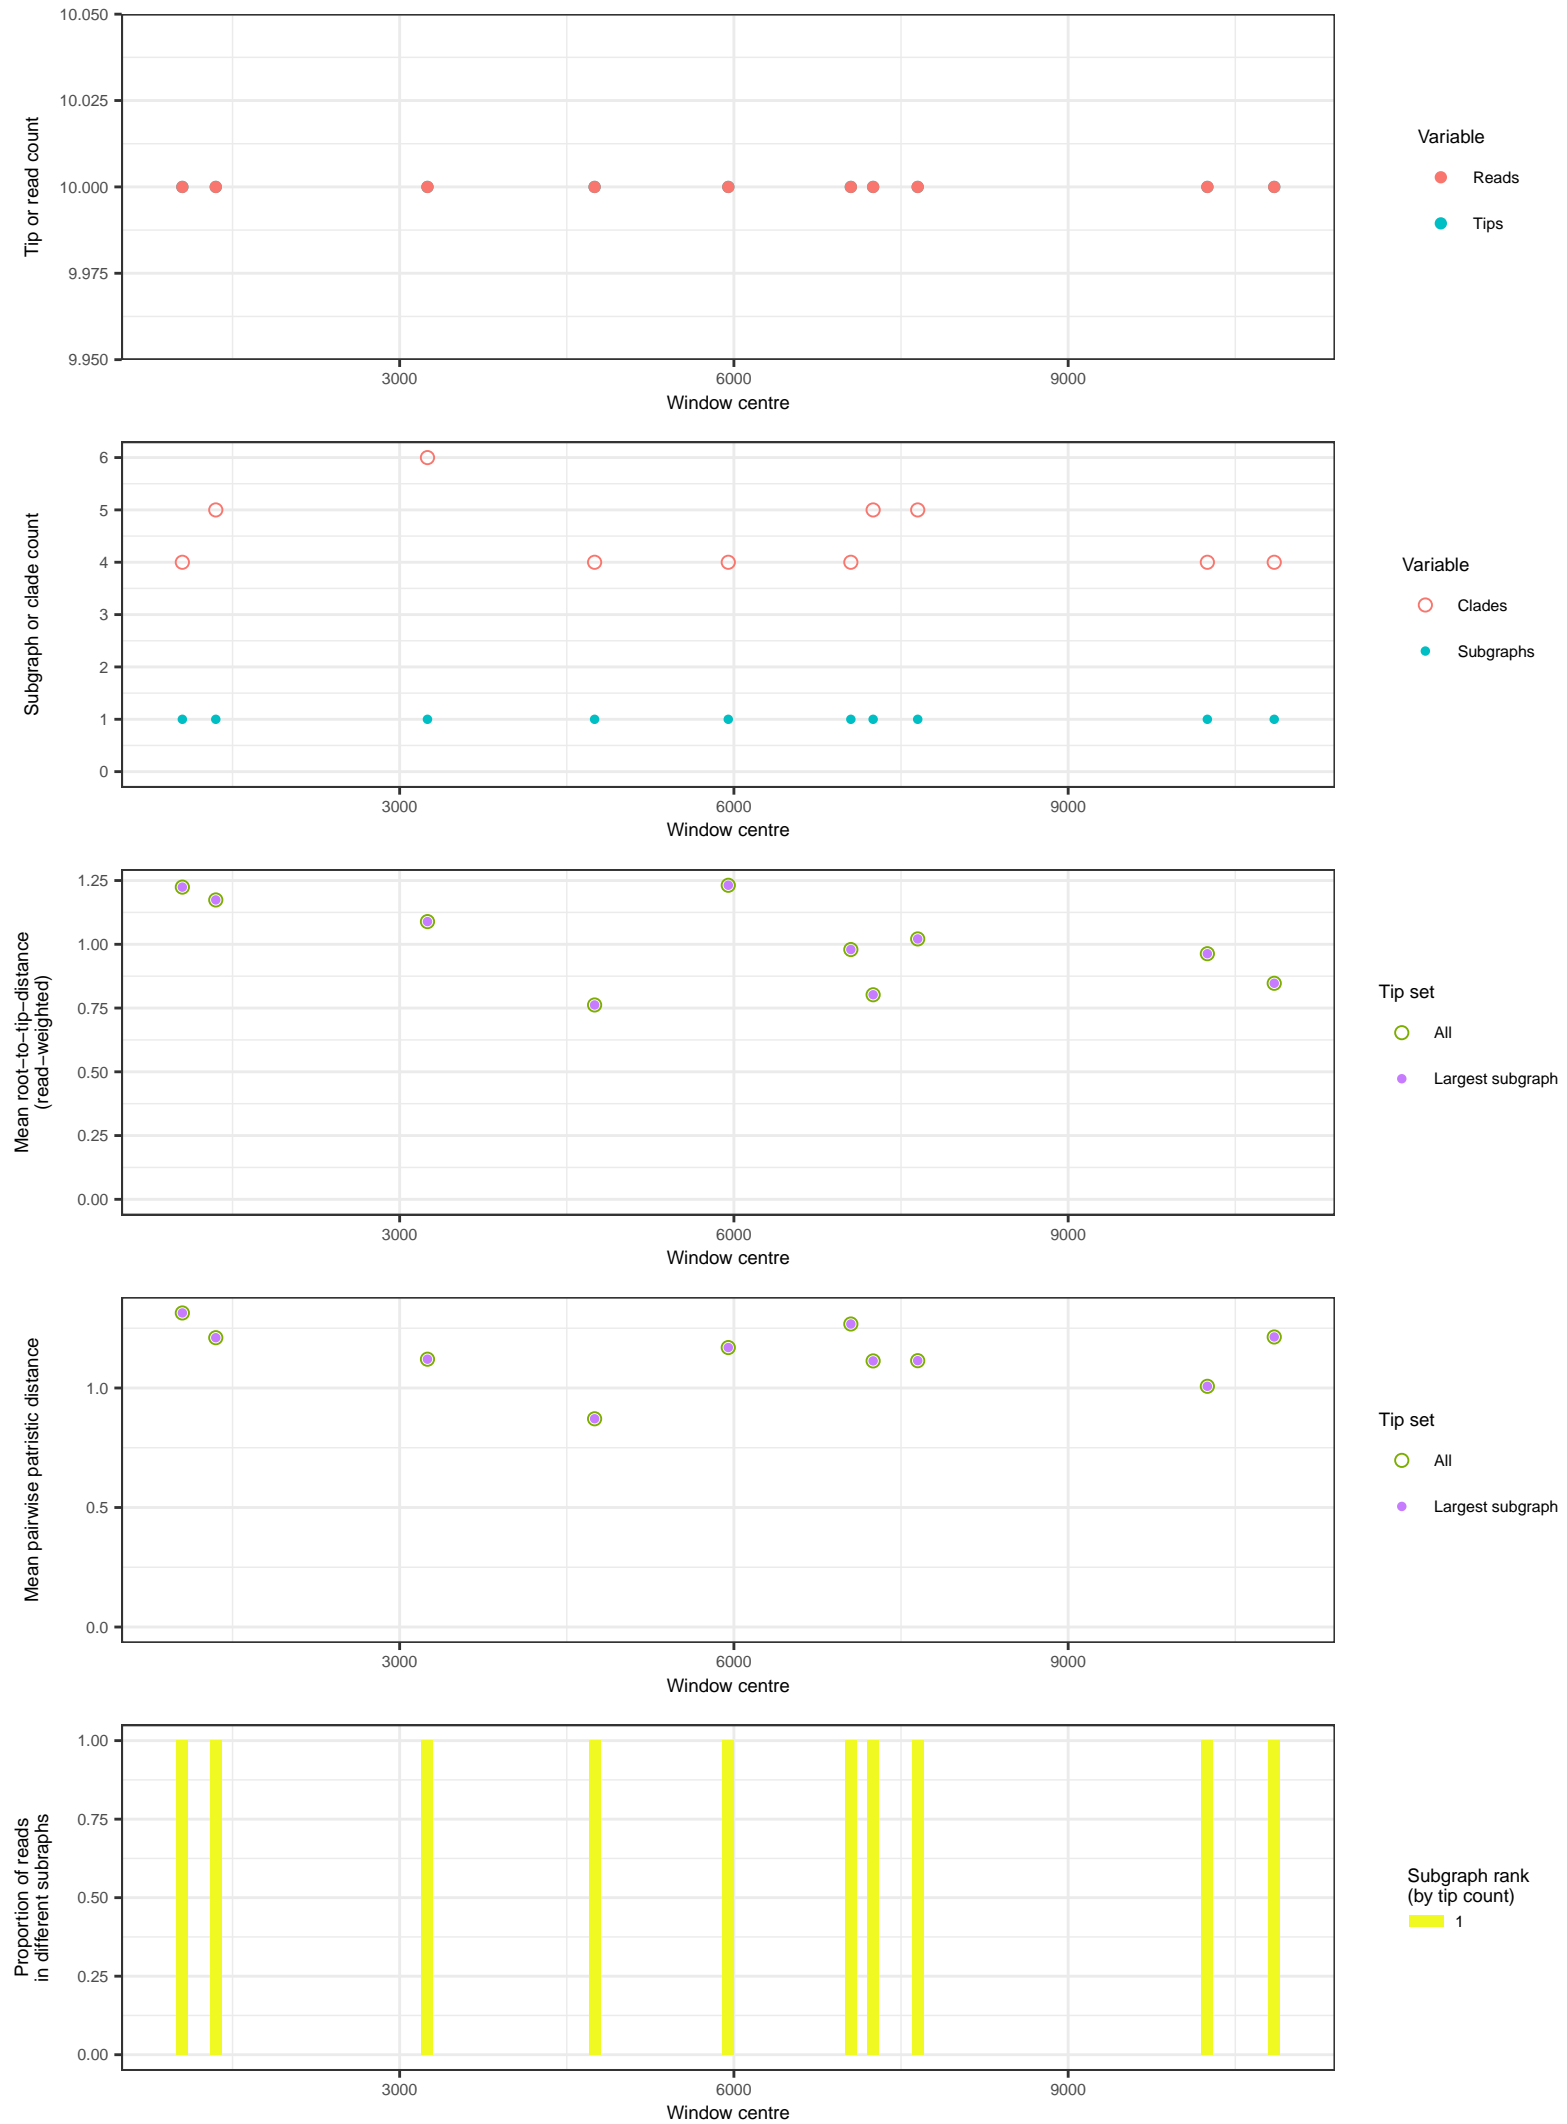 10.050
10.025
10.000
9.975
9.950
Tip or read count
3000
6000
9000
Window centre
Variable
Reads
Tips
6
5
4
3
2
1
0
Subgraph or clade count
3000
6000
9000
Window centre
Variable
Clades
Subgraphs
1.25
1.00
0.75
0.50
0.25
0.00
Mean root−to−tip−distance
(read−weighted)
3000
6000
9000
Window centre
Tip set
All
Largest subgraph
1.0
0.5
0.0
Mean pairwise patristic distance
3000
6000
9000
Window centre
Tip set
All
Largest subgraph
1.00
0.75
0.50
0.25
0.00
Proportion of reads
in different subraphs
3000
6000
9000
Window centre
Subgraph rank
(by tip count)
1